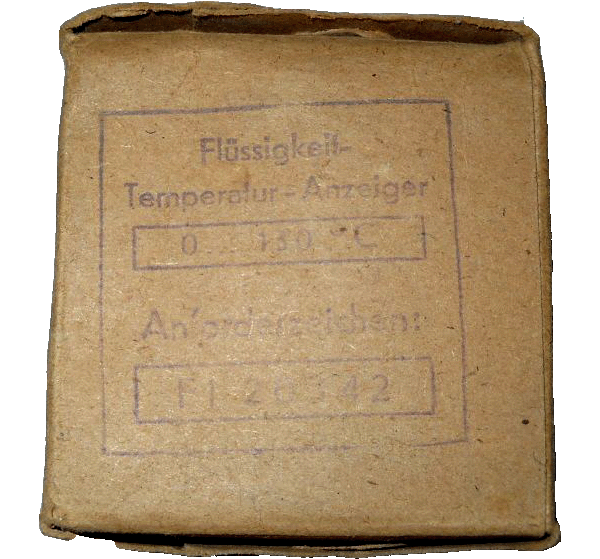 Flüssigkeit-
Temperatur-Anzeiger
0...130 °C
Anforderzeichen:
Fl 20342